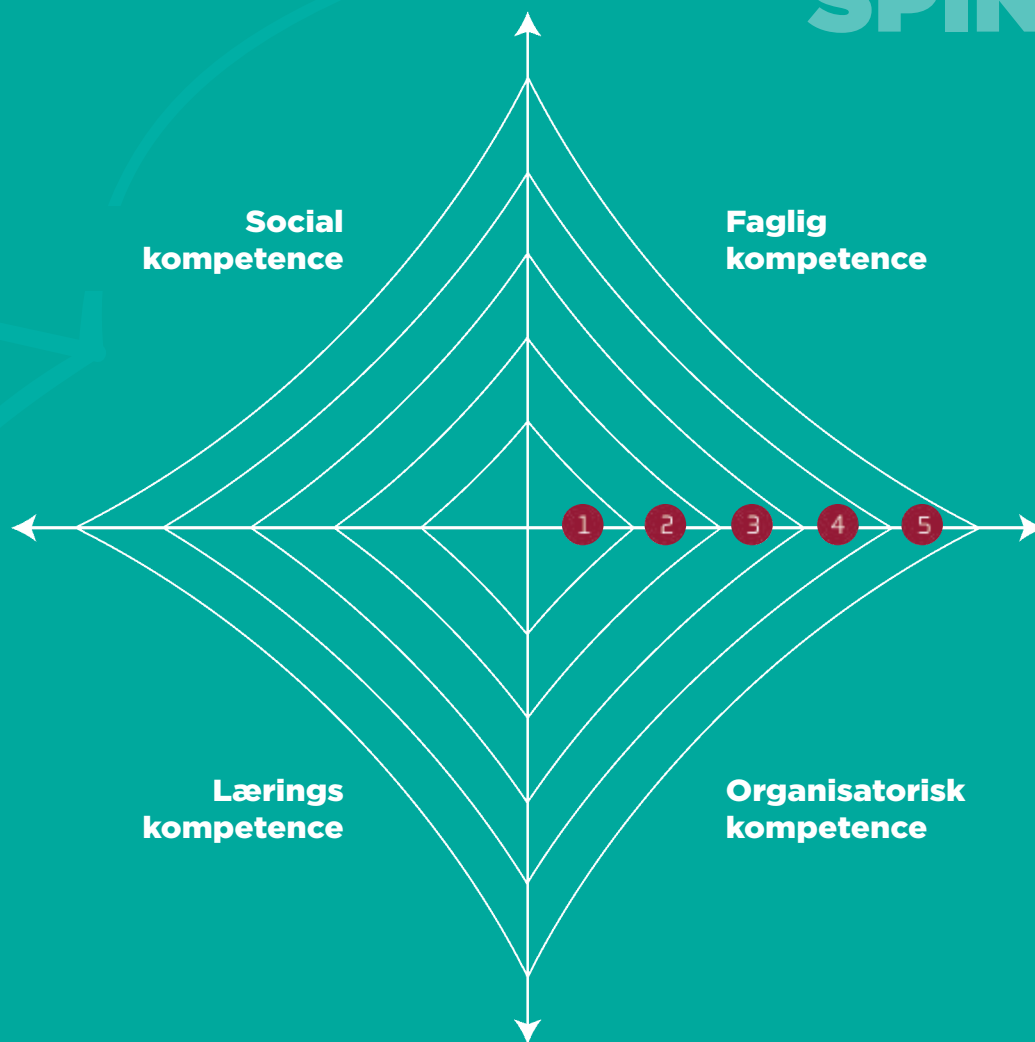 SPIN
Social
kompetence
Faglig
kompetence
1 2 3 4 5
Lærings
kompetence
Organisatorisk
kompetence